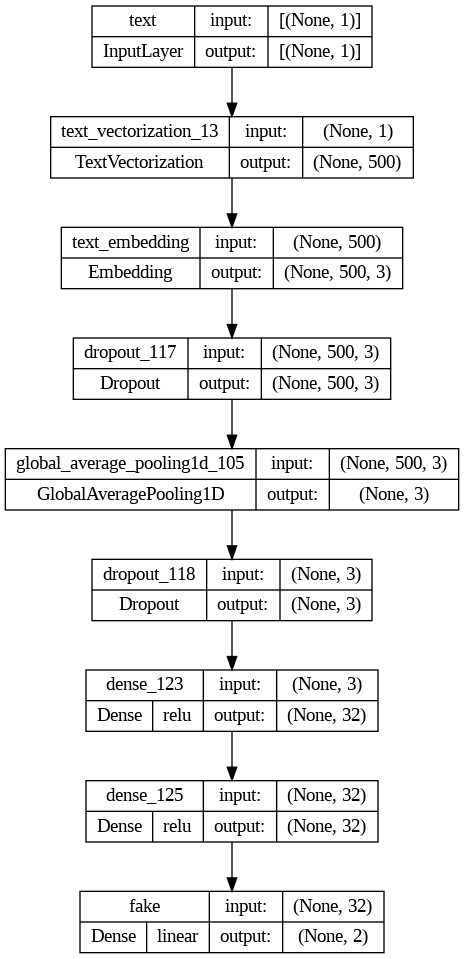 text input: [(None, 1)]
InputLayer output: [(None, 1)]
text_vectorization_13 input: (None, 1)
TextVectorization output: (None, 500)
text_embedding input: (None, 500)
Embedding output: (None, 500, 3)
dropout_117 input: (None, 500, 3)
Dropout output: (None, 500, 3)
global_average_pooling1d_105 input: (None, 500, 3)
GlobalAveragePooling1D output: (None, 3)
dropout_118 input: (None, 3)
Dropout output: (None, 3)
dense_123 input: (None, 3)
Dense relu output: (None, 32)
dense_125 input: (None, 32)
Dense relu output: (None, 32)
fake input: (None, 32)
Dense linear output: (None, 2)